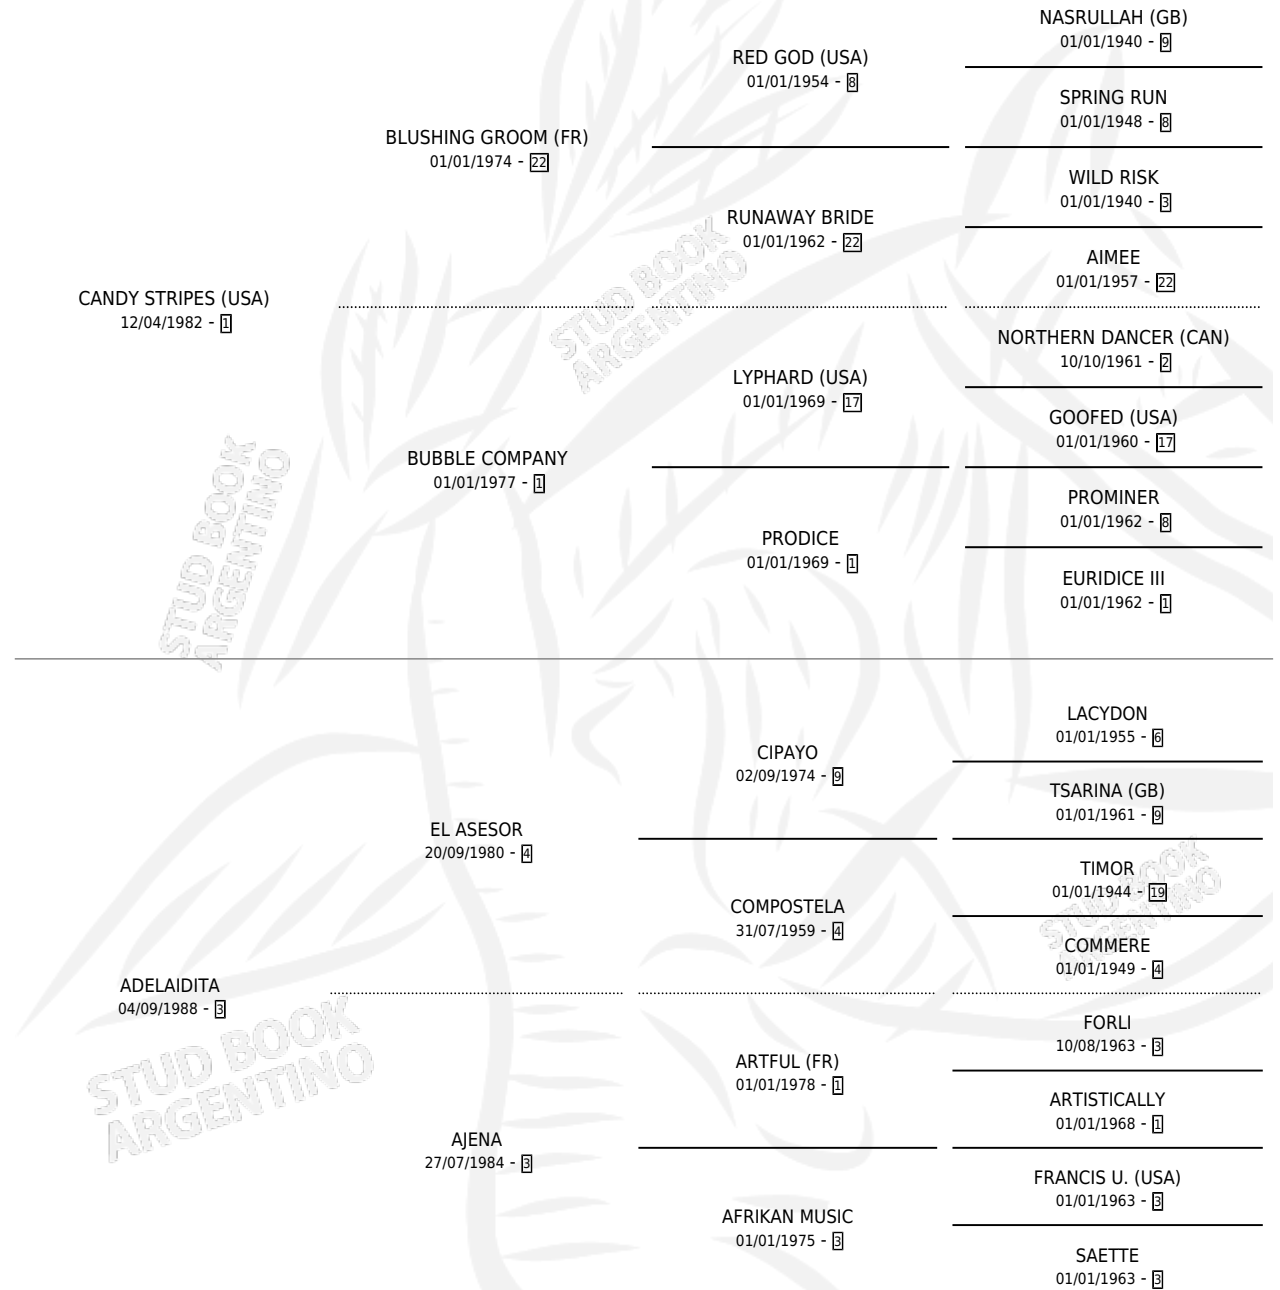 CANDY STRIPES (USA)
12/04/1982 - 1
BLUSHING GROOM (FR)
01/01/1974 - 22
RED GOD (USA)
01/01/1954 - 8
NASRULLAH (GB)
01/01/1940 - 9
SPRING RUN
01/01/1948 - 8
RUNAWAY BRIDE
01/01/1962 - 22
WILD RISK
01/01/1940 - 3
AIMEE
01/01/1957 - 22
BUBBLE COMPANY
01/01/1977 - 1
LYPHARD (USA)
01/01/1969 - 17
NORTHERN DANCER (CAN)
10/10/1961 - 2
GOOFED (USA)
01/01/1960 - 17
PRODICE
01/01/1969 - 1
PROMINER
01/01/1962 - 8
EURIDICE III
01/01/1962 - 1
ADELAIDITA
04/09/1988 - 3
EL ASESOR
20/09/1980 - 4
CIPAYO
02/09/1974 - 9
LACYDON
01/01/1955 - 6
TSARINA (GB)
01/01/1961 - 9
COMPOSTELA
31/07/1959 - 4
TIMOR
01/01/1944 - 19
COMMERE
01/01/1949 - 4
AJENA
27/07/1984 - 3
ARTFUL (FR)
01/01/1978 - 1
FORLI
10/08/1963 - 3
ARTISTICALLY
01/01/1968 - 1
AFRIKAN MUSIC
01/01/1975 - 3
FRANCIS U. (USA)
01/01/1963 - 3
SAETTE
01/01/1963 - 3
STUD BOOK
ARGENTINO
STUD BOOK
ARGENTINO
STUD BOOK
ARGENTINO
STUD BOOK
ARGENTINO